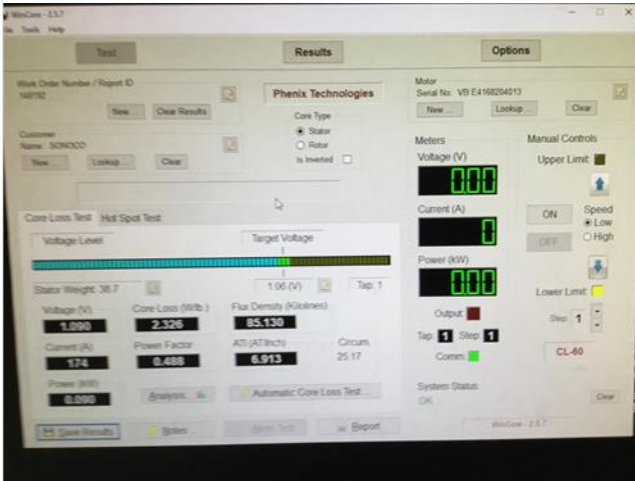 WinCore - 2.5.7
Tools Help
Test
Results
Options
Work Order Number / Report ID
New ...
Clear Results
Phenix Technologies
Motor
Serial No: VB E4168204013
New ...
Lookup ...
Clear
Core Type
Stator
Rotor
Is Inverted
Customer
Name: SONOCO
New ...
Lookup ...
Clear
Meters
Voltage (V)
0.00
Current (A)
0
Power (kW)
0.00
Output:
Tap: 1 Step: 1
Comm:
Manual Controls
Upper Limit:
ON
OFF
Speed
Low
High
Lower Limit:
Step: 1
CL-60
System Status
OK
Clear
WinCore - 2.5.7
Core Loss Test Hot Spot Test
Voltage Level
Target Voltage
Stator Weight: 38.7
1.06 (V)
Tap: 1
Voltage (V)
1.090
Core Loss (W/lb.)
2.326
Flux Density (Kilolines)
85.130
Current (A)
174
Power Factor
0.488
ATI (AT/Inch)
6.913
Circum.
25.17
Power (kW)
0.090
Analysis...
Automatic Core Loss Test ...
Save Results
Notes ...
Next Test
Report